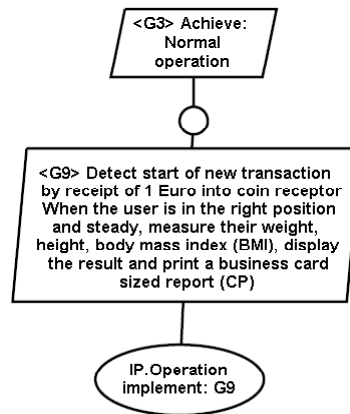 <G3> Achieve:
Normal
operation
<G9> Detect start of new transaction
by receipt of 1 Euro into coin receptor
When the user is in the right position
and steady, measure their weight,
height, body mass index (BMI), display
the result and print a business card
sized report (CP)
IP.Operation
implement: G9